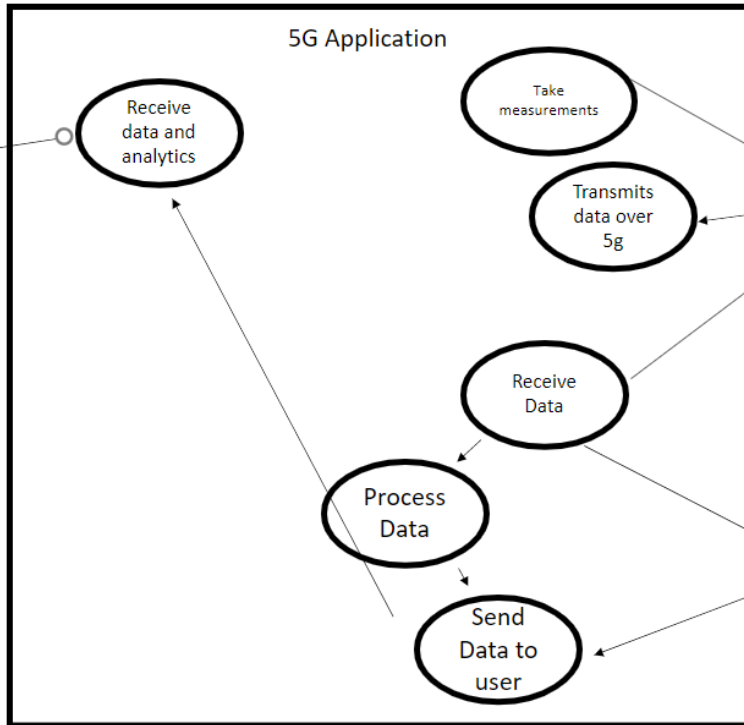 5G Application
Receive
data and
analytics
Take
measurements
Transmits
data over
5g
Receive
Data
Process
Data
Send
Data to
user